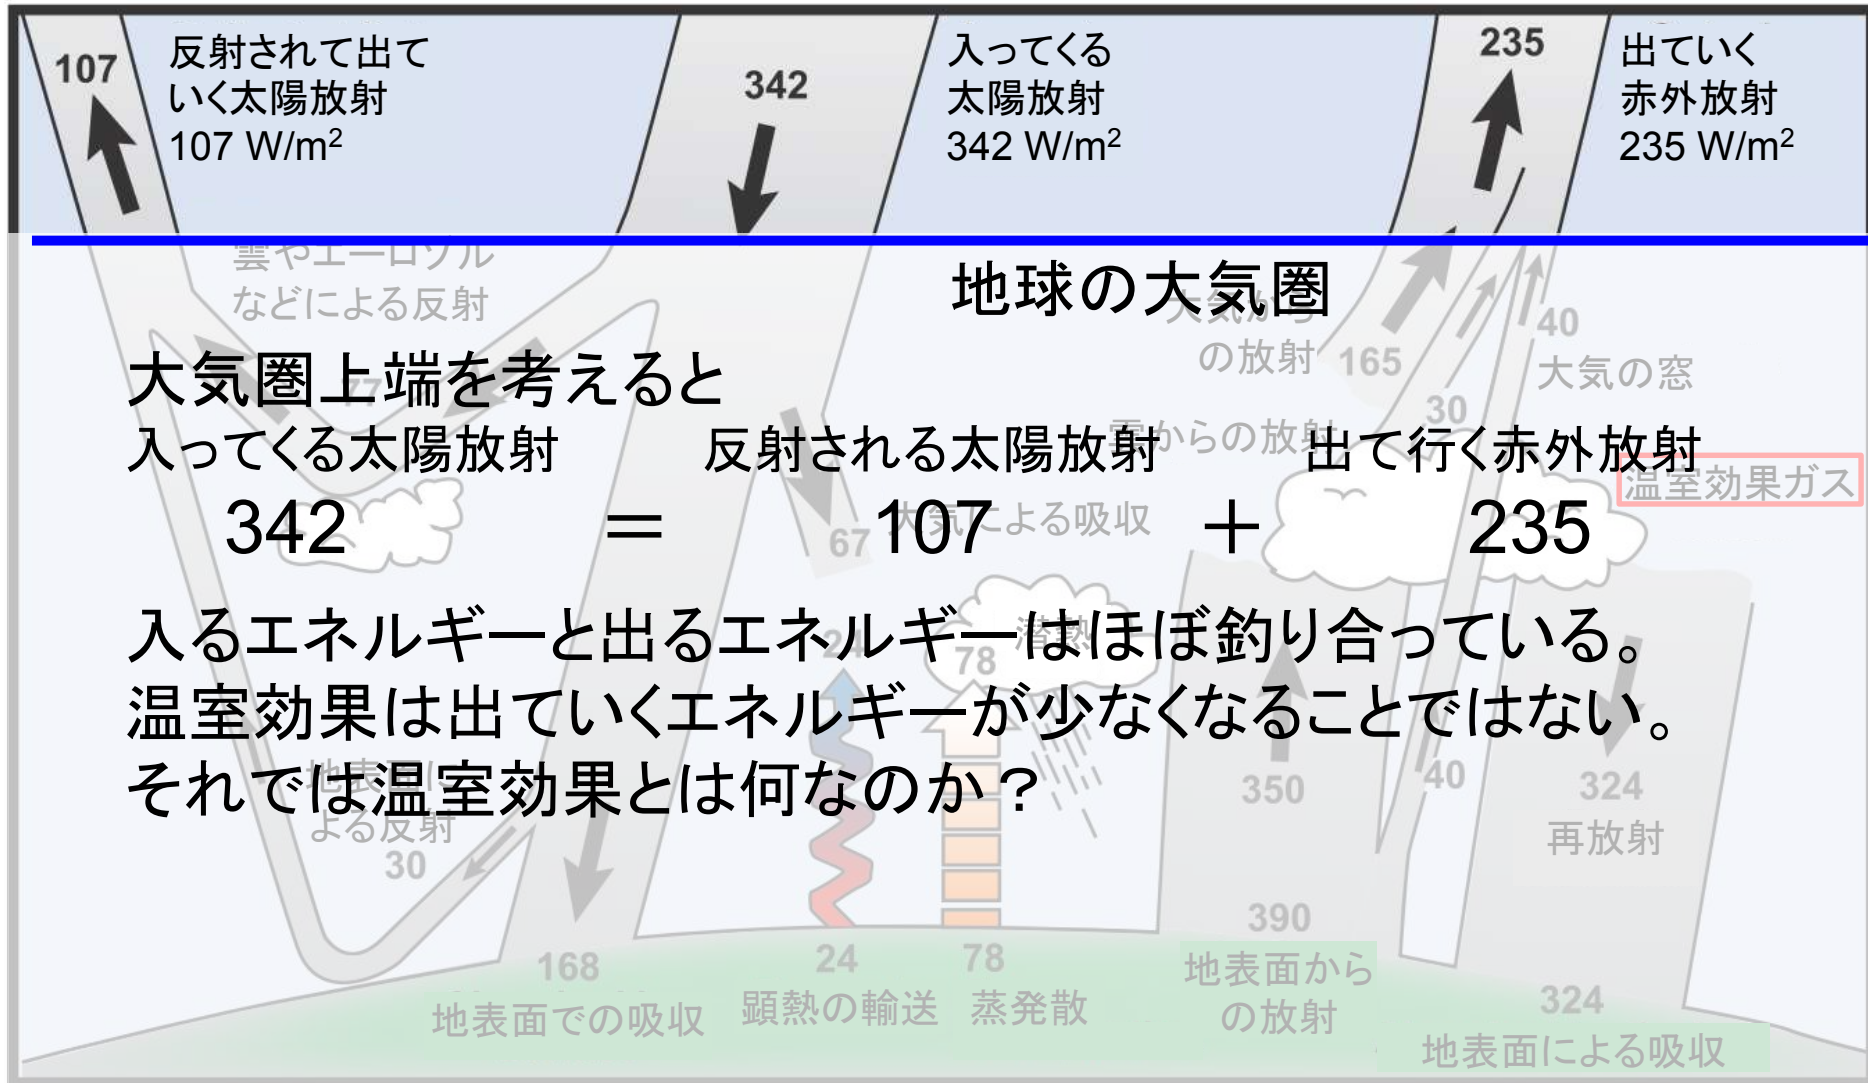 107
反射されて出て
いく太陽放射
107 W/m²
342
入ってくる
太陽放射
342 W/m²
235
出ていく
赤外放射
235 W/m²
雲やエーロゾル
などによる反射
地球の大気圏
大気から
の放射
165
40
大気の窓
大気圏上端を考えると
77
30
入ってくる太陽放射 反射される太陽放射 出て行く赤外放射
雲からの放射
温室効果ガス
342 = 107 + 235
67
大気による吸収
入るエネルギーと出るエネルギーはほぼ釣り合っている。
24
78
潜熱
温室効果は出ていくエネルギーが少なくなることではない。
それでは温室効果とは何なのか？
地表面に
よる反射
30
350
40
324
再放射
390
地表面から
の放射
168
地表面での吸収
24
顕熱の輸送
78
蒸発散
324
地表面による吸収